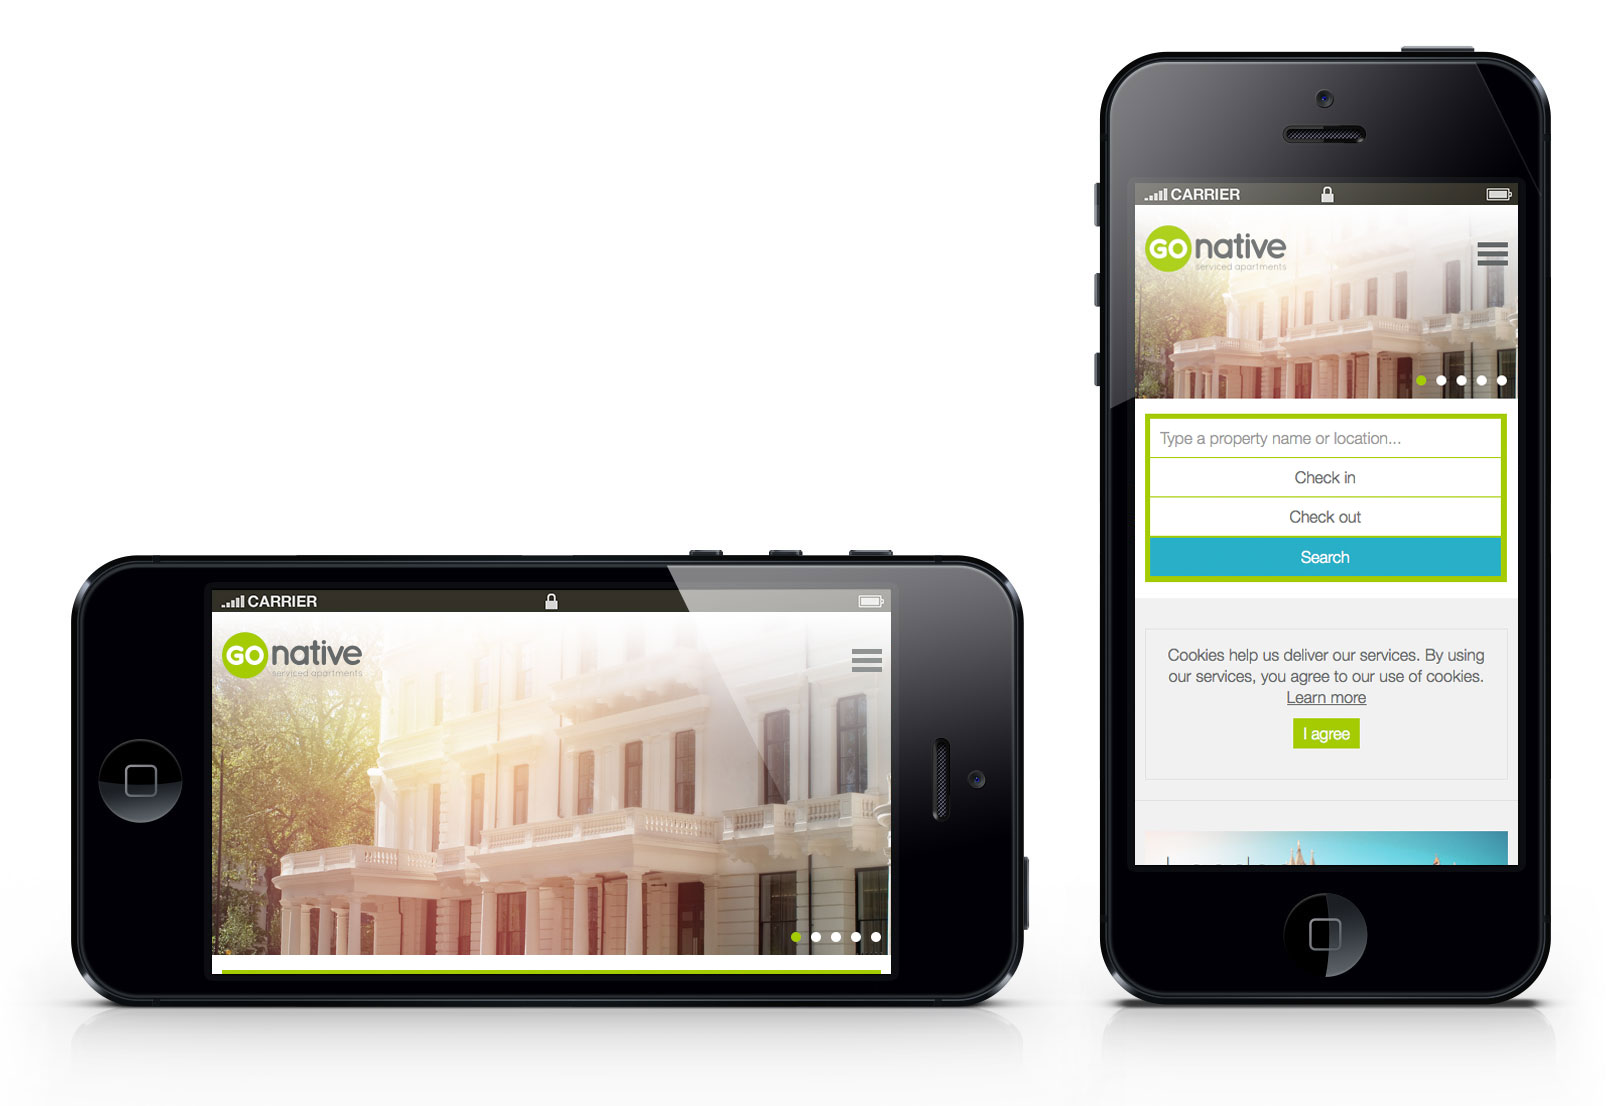 CARRIER
GO native
serviced apartments
CARRIER
GO native
serviced apartments
Type a property name or location...
Check in
Check out
Search
Cookies help us deliver our services. By using
our services, you agree to our use of cookies.
Learn more
I agree